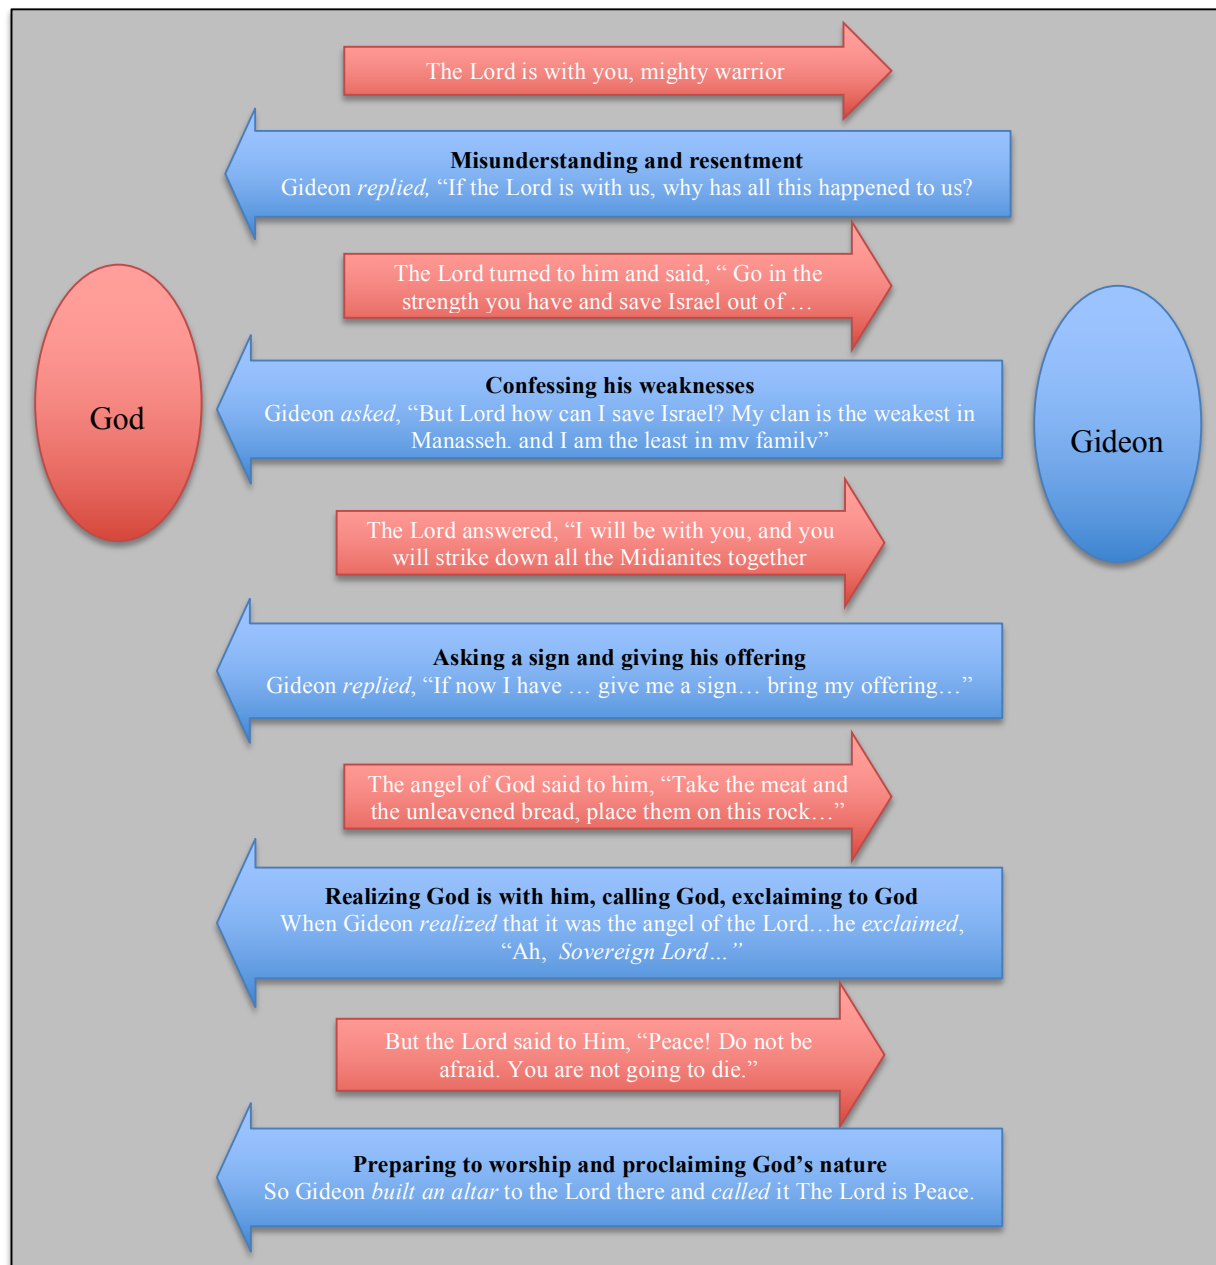 The Lord is with you, mighty warrior
Misunderstanding and resentment
Gideon replied, “If the Lord is with us, why has all this happened to us?
The Lord turned to him and said, “ Go in the
strength you have and save Israel out of …
God
Confessing his weaknesses
Gideon asked, “But Lord how can I save Israel? My clan is the weakest in
Manasseh. and I am the least in my family”
Gideon
The Lord answered, “I will be with you, and you
will strike down all the Midianites together
Asking a sign and giving his offering
Gideon replied, “If now I have … give me a sign… bring my offering…”
The angel of God said to him, “Take the meat and
the unleavened bread, place them on this rock…”
Realizing God is with him, calling God, exclaiming to God
When Gideon realized that it was the angel of the Lord…he exclaimed,
“Ah, Sovereign Lord…”
But the Lord said to Him, “Peace! Do not be
afraid. You are not going to die.”
Preparing to worship and proclaiming God’s nature
So Gideon built an altar to the Lord there and called it The Lord is Peace.